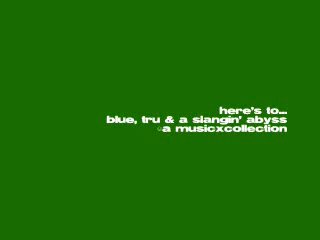 here's to...
blue, tru & a slangin' abyss
a musicxcollection